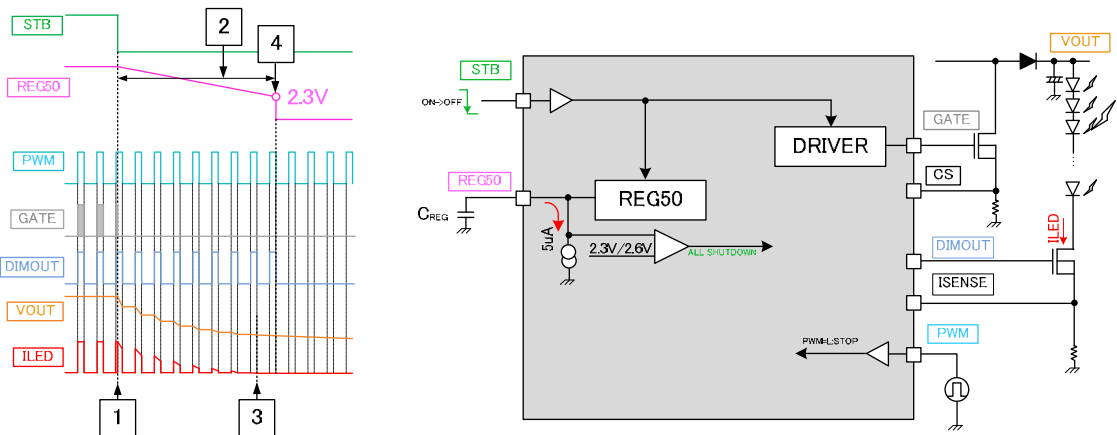 STB
2
4
REG50
2.3V
PWM
GATE
DIMOUT
VOUT
ILED
1
3
VOUT
STB
ON->OFF
GATE
DRIVER
CS
REG50
REG50
CREG
5uA
2.3V/2.6V
ALL SHUTDOWN
ILED
DIMOUT
ISENSE
PWM
PWM=L:STOP